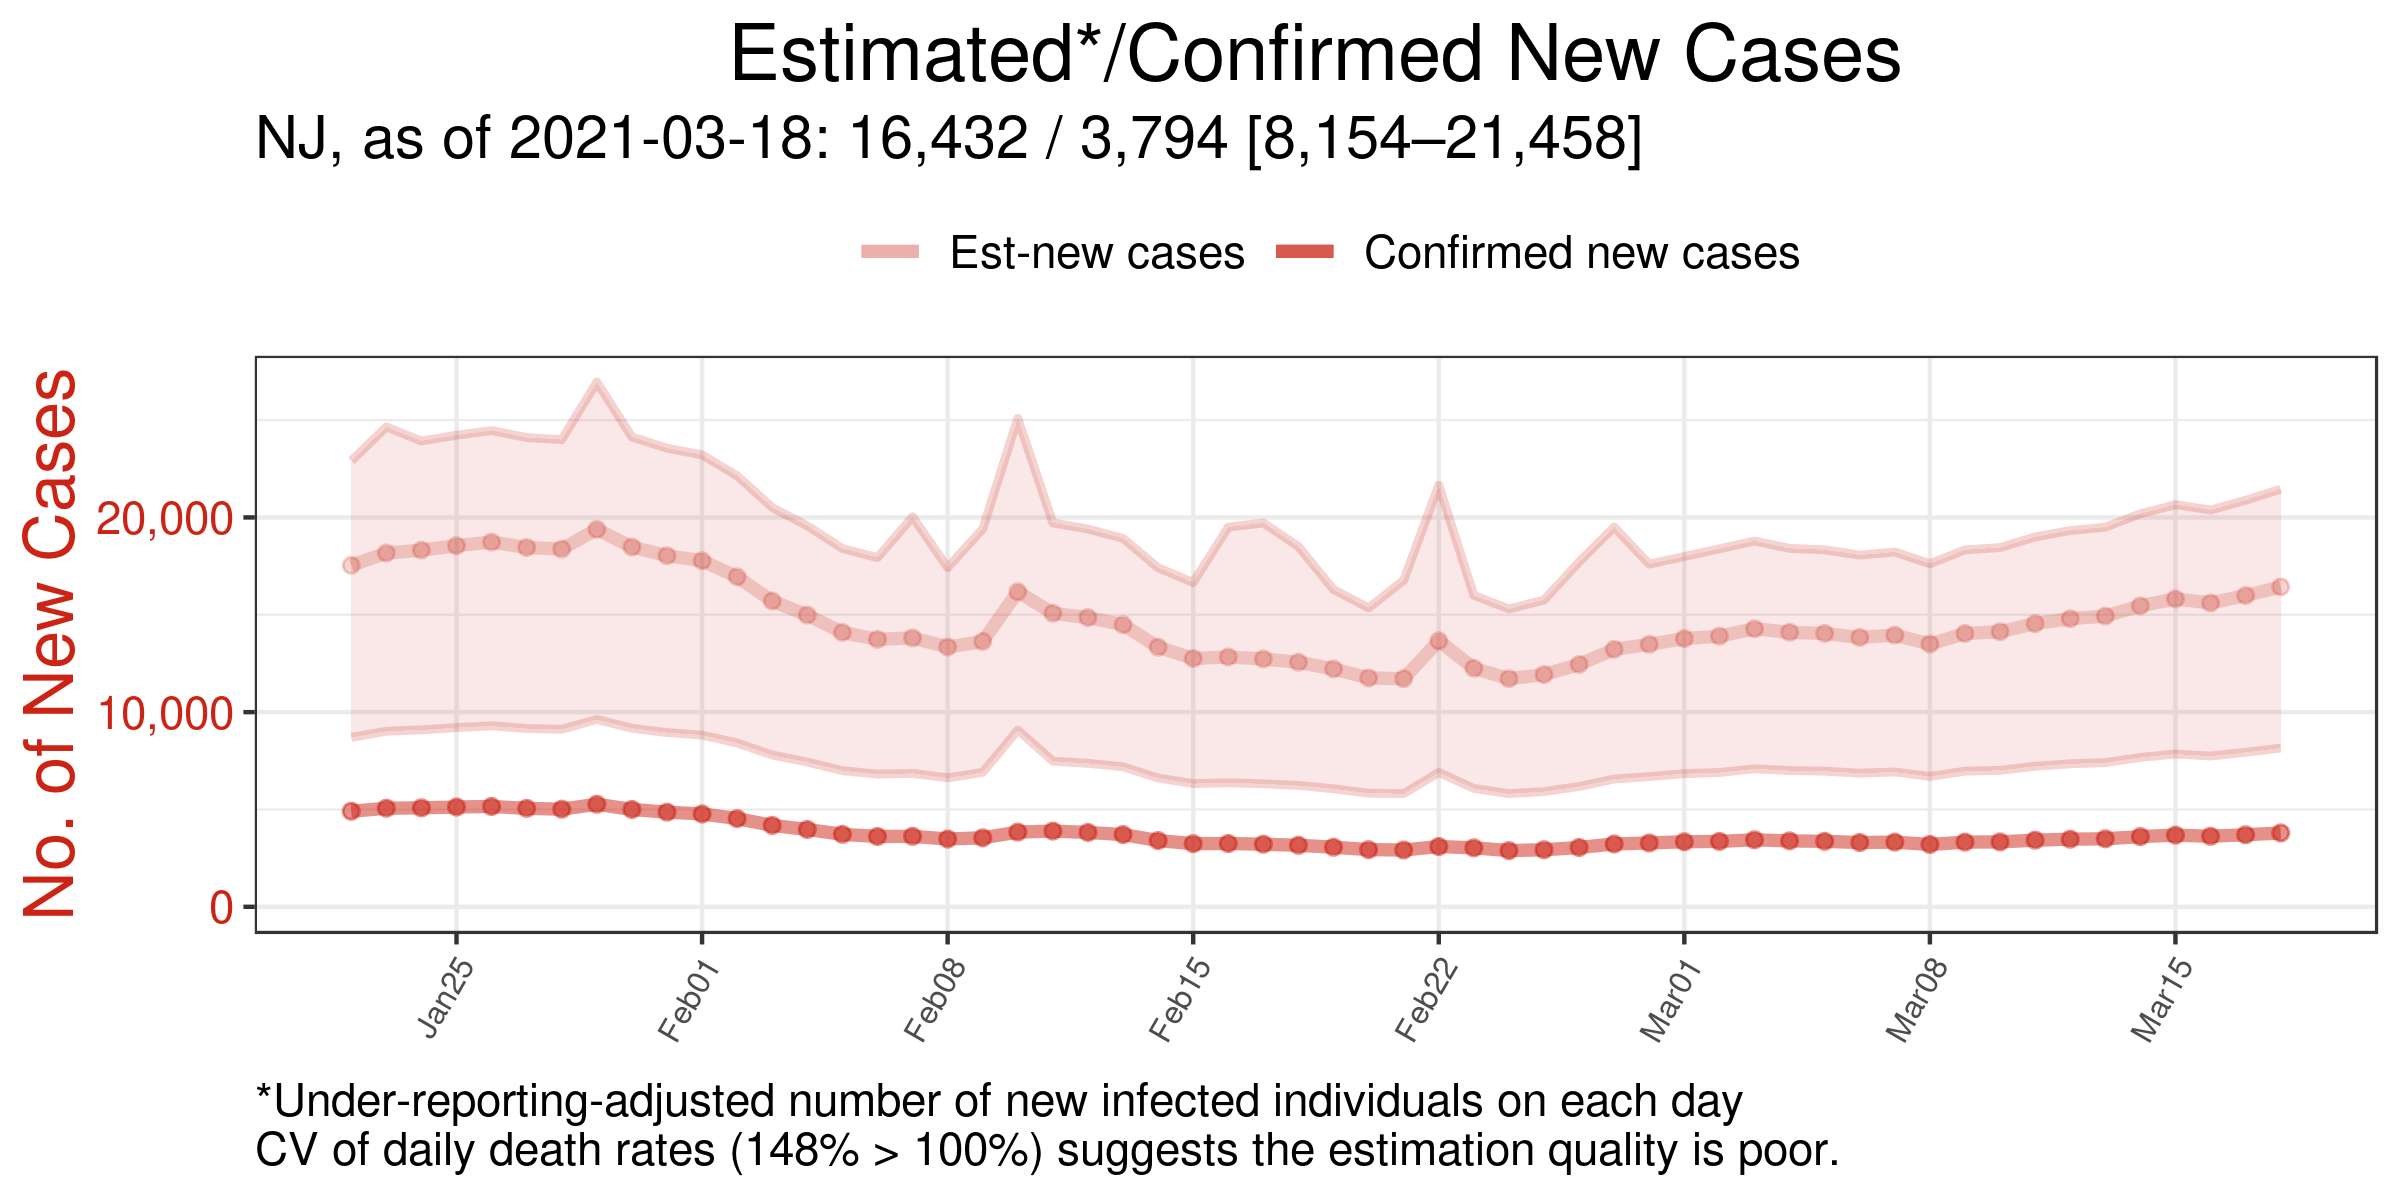 Estimated*/Confirmed New Cases
NJ, as of 2021-03-18: 16,432 / 3,794 [8,154–21,458]
Est-new cases
Confirmed new cases
No. of New Cases
20,000
10,000
0
Jan25
Feb01
Feb08
Feb15
Feb22
Mar01
Mar08
Mar15
*Under-reporting-adjusted number of new infected individuals on each day
CV of daily death rates (148% > 100%) suggests the estimation quality is poor.